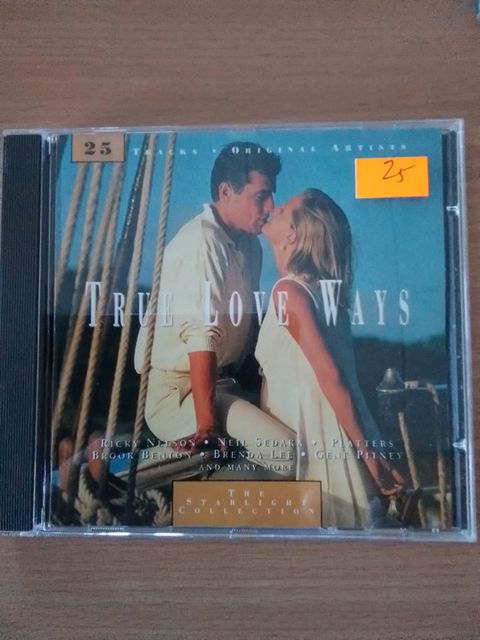 25 Tracks • Original Artists
25
True Love Ways
Ricky Nelson • Neil Sedaka • Platters
Brook Benton • Brenda Lee • Gene Pitney
and many more
The
Starlight
Collection